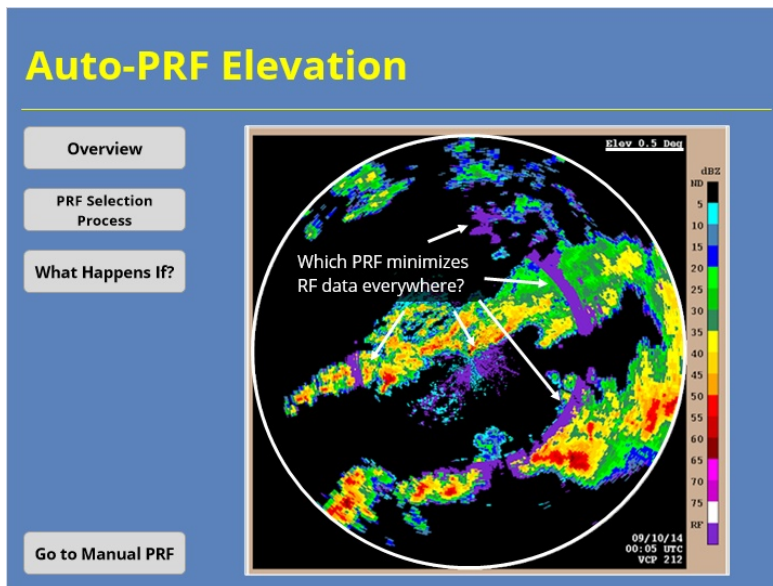 Auto-PRF Elevation
Overview
PRF Selection
Process
What Happens If?
Go to Manual PRF
Elev 0.5 Deg
Which PRF minimizes
RF data everywhere?
09/10/14
00:05 UTC
VCP 212
dBZ
ND
5
10
15
20
25
30
35
40
45
50
55
60
65
70
75
RF